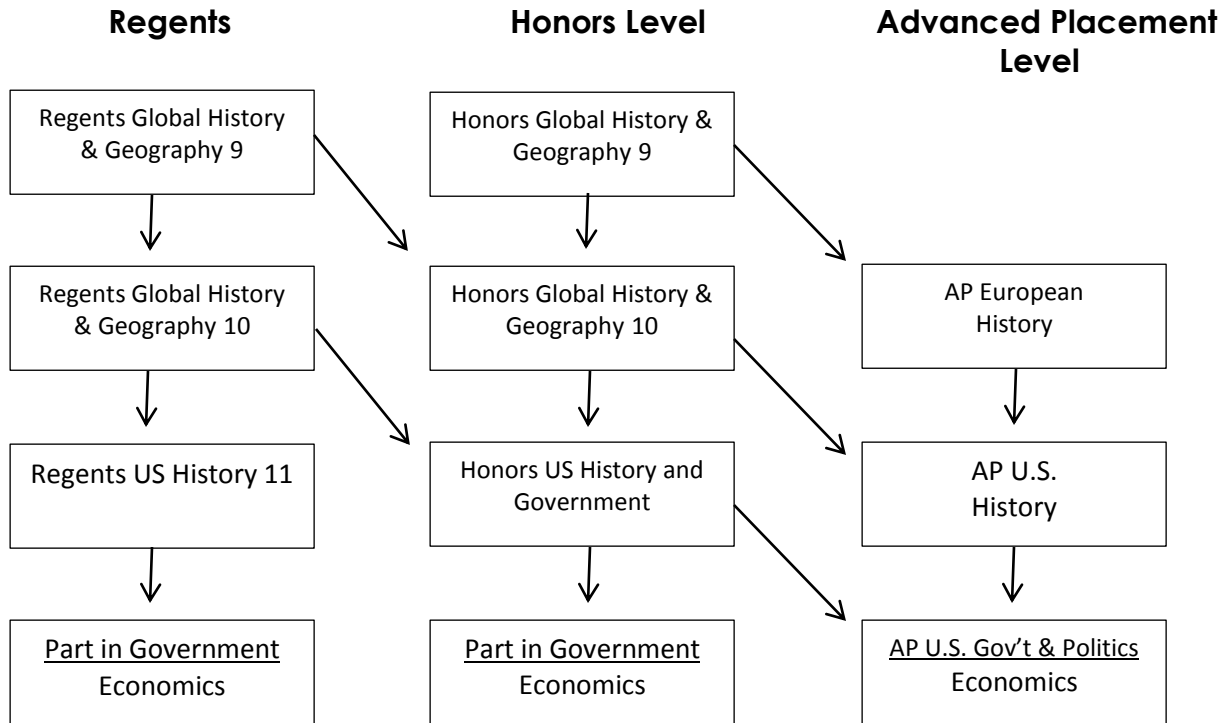 Regents
Honors Level
Advanced Placement
Level
Regents Global History
& Geography 9
Honors Global History &
Geography 9
Regents Global History
& Geography 10
Honors Global History &
Geography 10
AP European
History
Regents US History 11
Honors US History and
Government
AP U.S.
History
Part in Government
Economics
Part in Government
Economics
AP U.S. Gov't & Politics
Economics